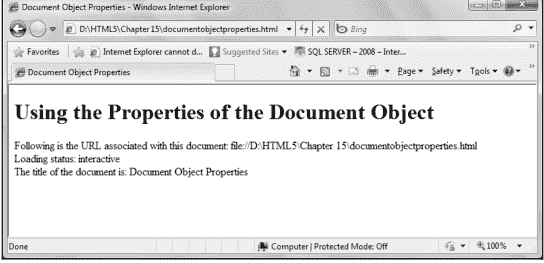 Document Object Properties - Windows Internet Explorer
D:\HTML5\Chapter 15\documentobjectproperties.html
Bing
Favorites
Internet Explorer cannot d...
Suggested Sites
SQL SERVER – 2008 – Inter...
Document Object Properties
Page
Safety
Tools
Using the Properties of the Document Object
Following is the URL associated with this document: file://D:\HTML5\Chapter 15\documentobjectproperties.html
Loading status: interactive
The title of the document is: Document Object Properties
Done
Computer | Protected Mode: Off
100%